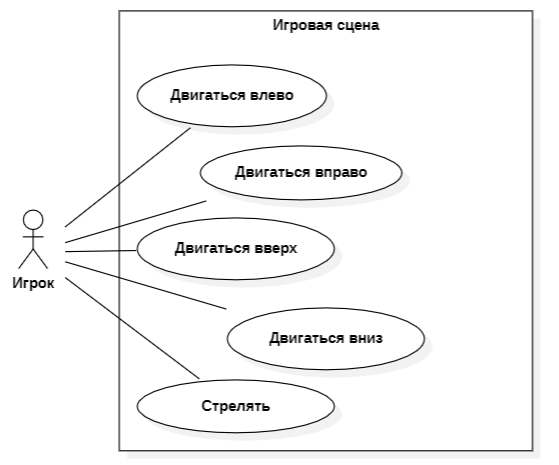 Игровая сцена
Двигаться влево
Двигаться вправо
Двигаться вверх
Игрок
Двигаться вниз
Стрелять